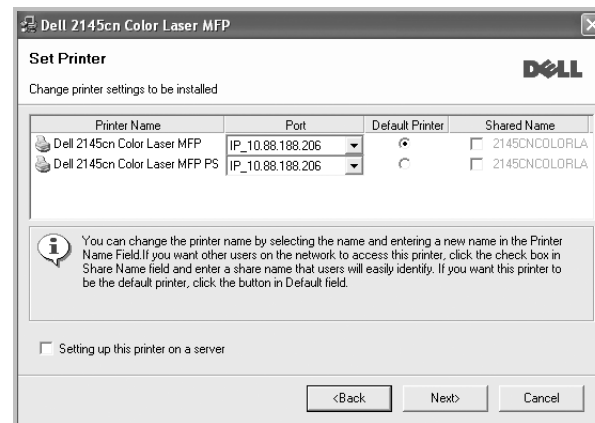 Dell 2145cn Color Laser MFP
Set Printer
DELL
Change printer settings to be installed
Printer Name Port Default Printer Shared Name
Dell 2145cn Color Laser MFP IP_10.88.188.206 2145CNCOLORLA
Dell 2145cn Color Laser MFP PS IP_10.88.188.206 2145CNCOLORLA
You can change the printer name by selecting the name and entering a new name in the Printer
Name Field.If you want other users on the network to access this printer, click the check box in
Share Name field and enter a share name that users will easily identify. If you want this printer to
be the default printer, click the button in Default field.
Setting up this printer on a server
<Back Next> Cancel